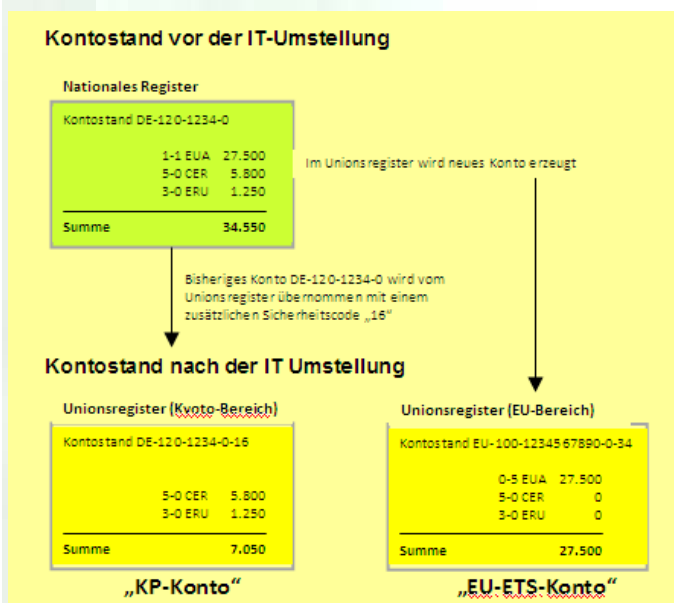 Kontostand vor der IT-Umstellung
Nationales Register
Kontostand DE-120-1234-0
1-1 EUA 27.500
5-0 CER 5.800
3-0 ERU 1.250
Summe 34.550
Im Unionsregister wird neues Konto erzeugt
Bisheriges Konto DE-120-1234-0 wird vom
Unionsregister übernommen mit einem
zusätzlichen Sicherheitscode „16“
Kontostand nach der IT Umstellung
Unionsregister (Kyoto-Bereich)
Kontostand DE-120-1234-0-16
5-0 CER 5.800
3-0 ERU 1.250
Summe 7.050
„KP-Konto“
Unionsregister (EU-Bereich)
Kontostand EU-100-1234567890-0-34
0-5 EUA 27.500
5-0 CER 0
3-0 ERU 0
Summe 27.500
„EU-ETS-Konto“